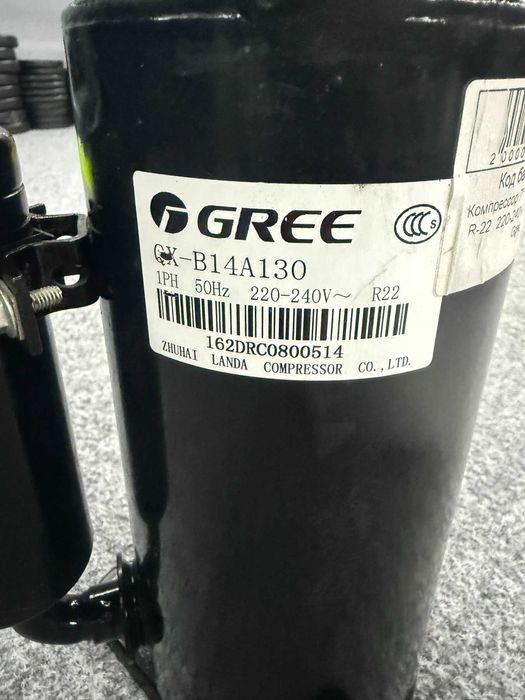 GREE
CCC S
QX-B14A130
1PH 50Hz 220-240V~ R22
162DRC0800514
ZHUHAI LANDA COMPRESSOR CO.,LTD.
Код
Компрессор
R-22 220-240